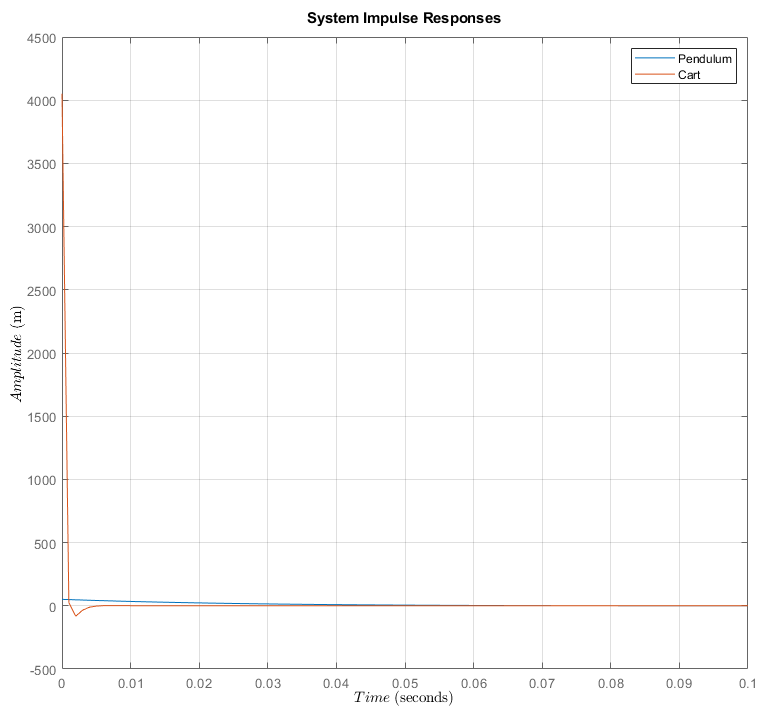 System Impulse Responses
Pendulum
Cart
4500
4000
3500
3000
2500
2000
1500
1000
500
0
-500
Amplitude (m)
0 0.01 0.02 0.03 0.04 0.05 0.06 0.07 0.08 0.09 0.1
Time (seconds)